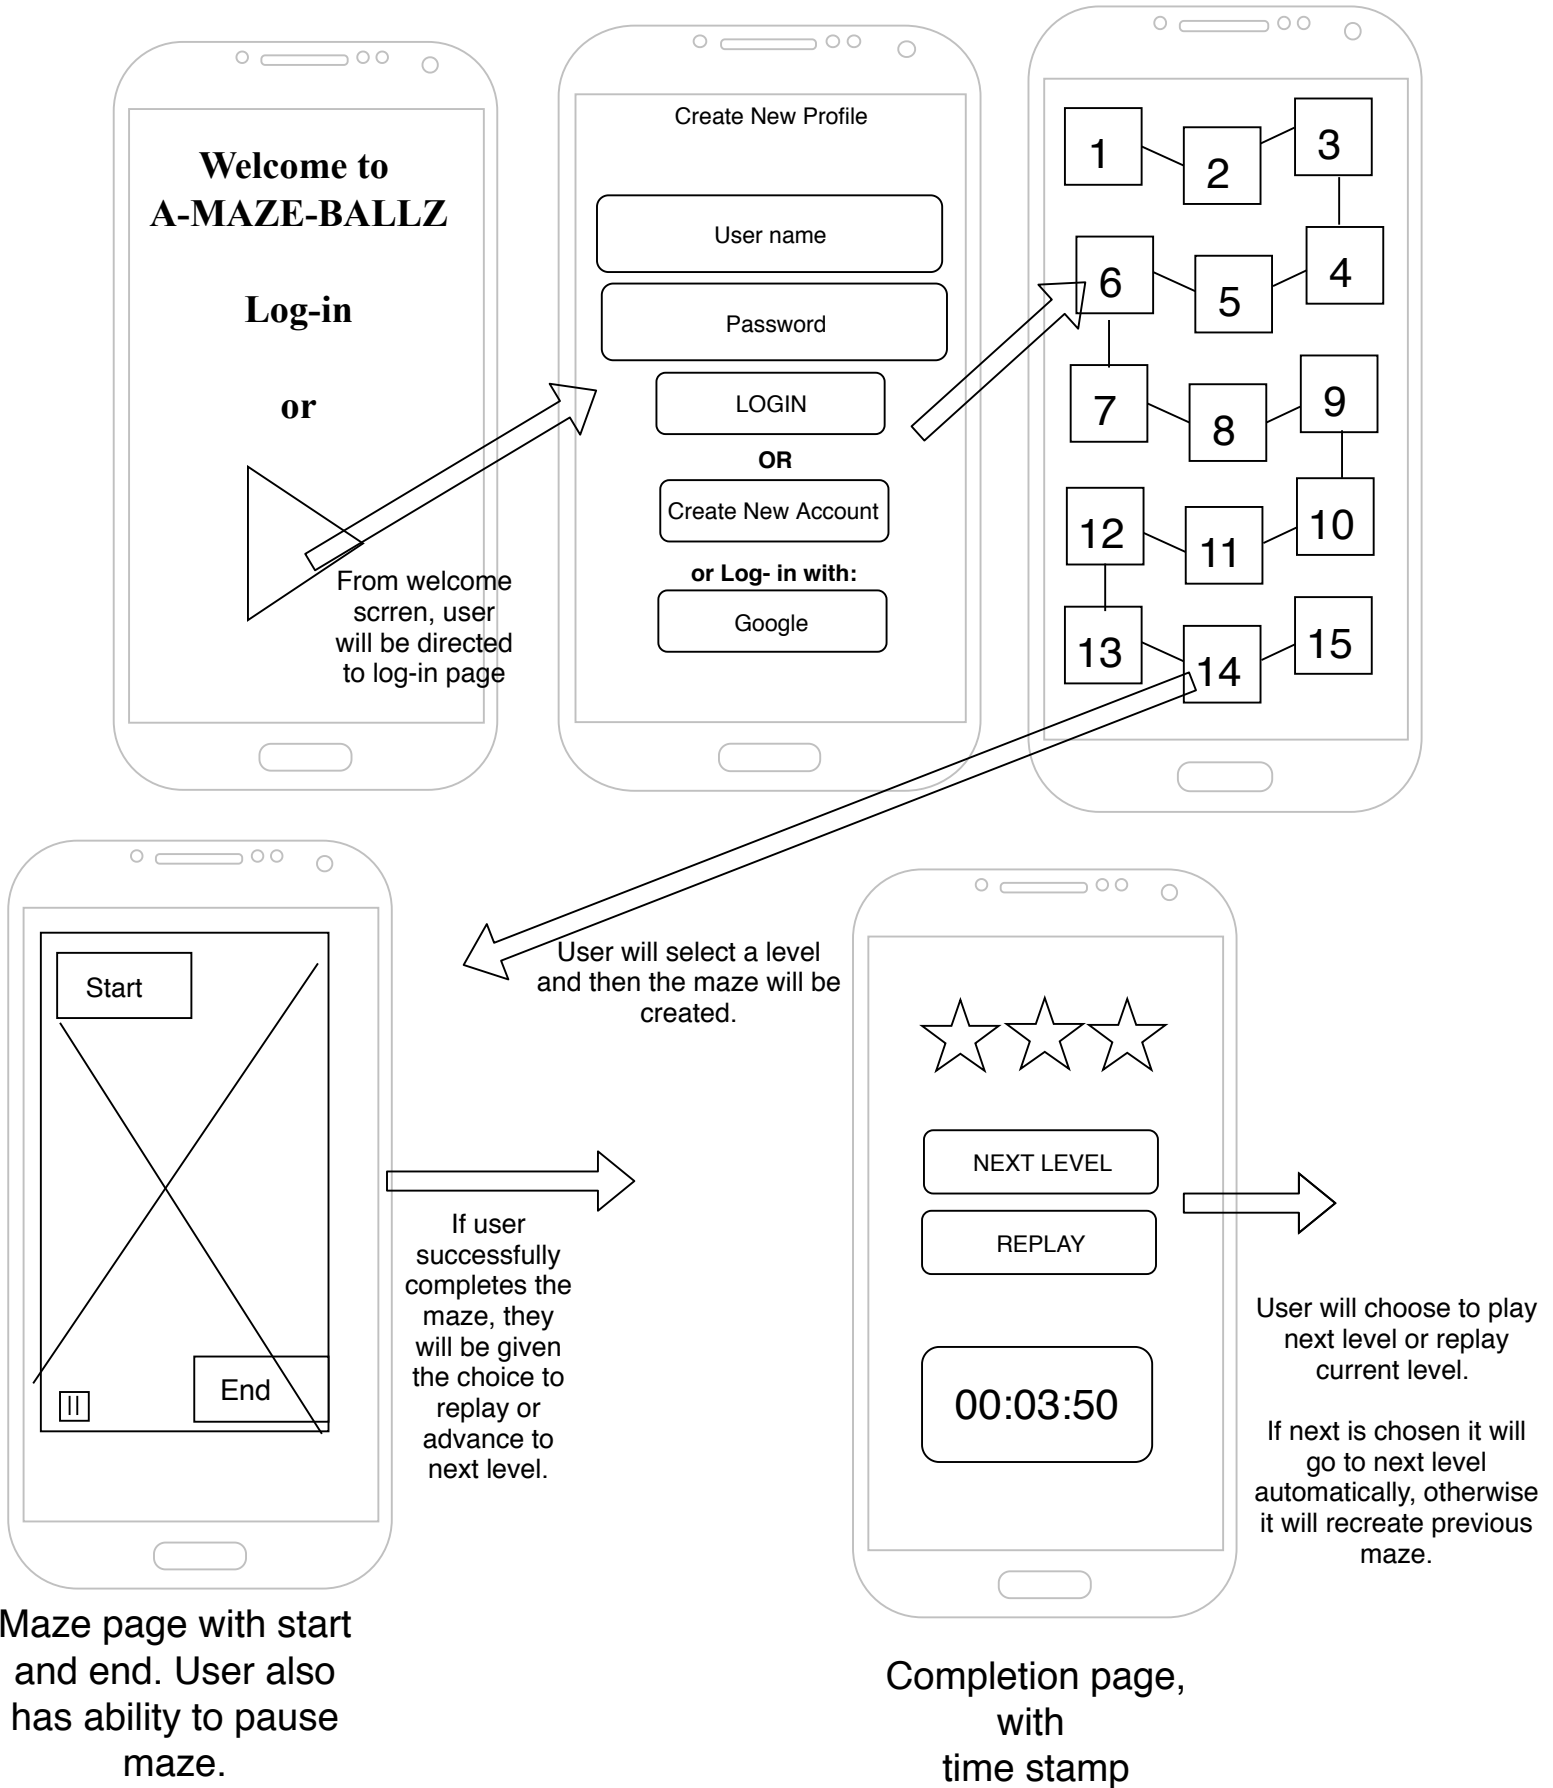 Welcome to
A-MAZE-BALLZ
Log-in
or
From welcome
scrren, user
will be directed
to log-in page
Create New Profile
User name
Password
LOGIN
OR
Create New Account
or Log- in with:
Google
1
2
3
4
5
6
7
8
9
10
11
12
13
14
15
User will select a level
and then the maze will be
created.
Start
End
If user
successfully
completes the
maze, they
will be given
the choice to
replay or
advance to
next level.
Maze page with start
and end. User also
has ability to pause
maze.
NEXT LEVEL
REPLAY
00:03:50
Completion page,
with
time stamp
User will choose to play
next level or replay
current level.
If next is chosen it will
go to next level
automatically, otherwise
it will recreate previous
maze.